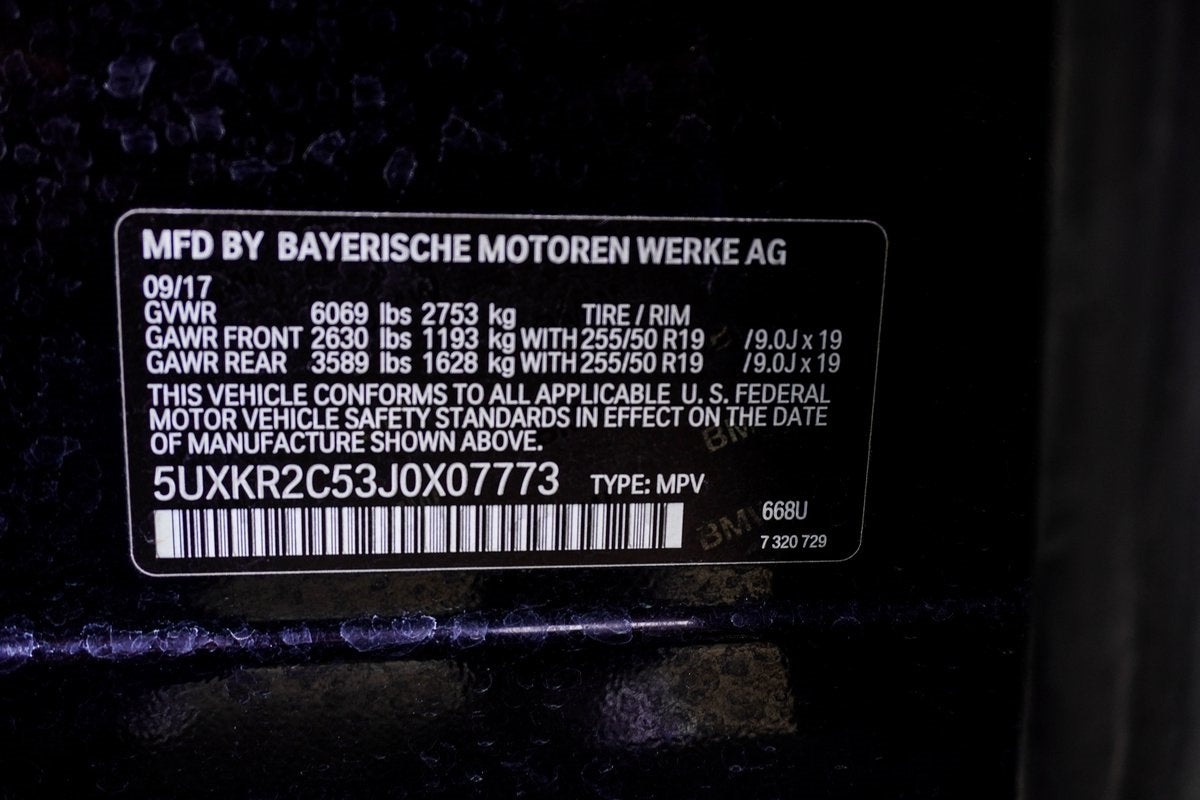 MFD BY BAYERISCHE MOTOREN WERKE AG
09/17
GVWR 6069 lbs 2753 kg TIRE / RIM
GAWR FRONT 2630 lbs 1193 kg WITH 255/50 R19 /9.0J x 19
GAWR REAR 3589 lbs 1628 kg WITH 255/50 R19 /9.0J x 19
THIS VEHICLE CONFORMS TO ALL APPLICABLE U. S. FEDERAL
MOTOR VEHICLE SAFETY STANDARDS IN EFFECT ON THE DATE
OF MANUFACTURE SHOWN ABOVE.
5UXKR2C53J0X07773 TYPE: MPV
668U
7 320 729